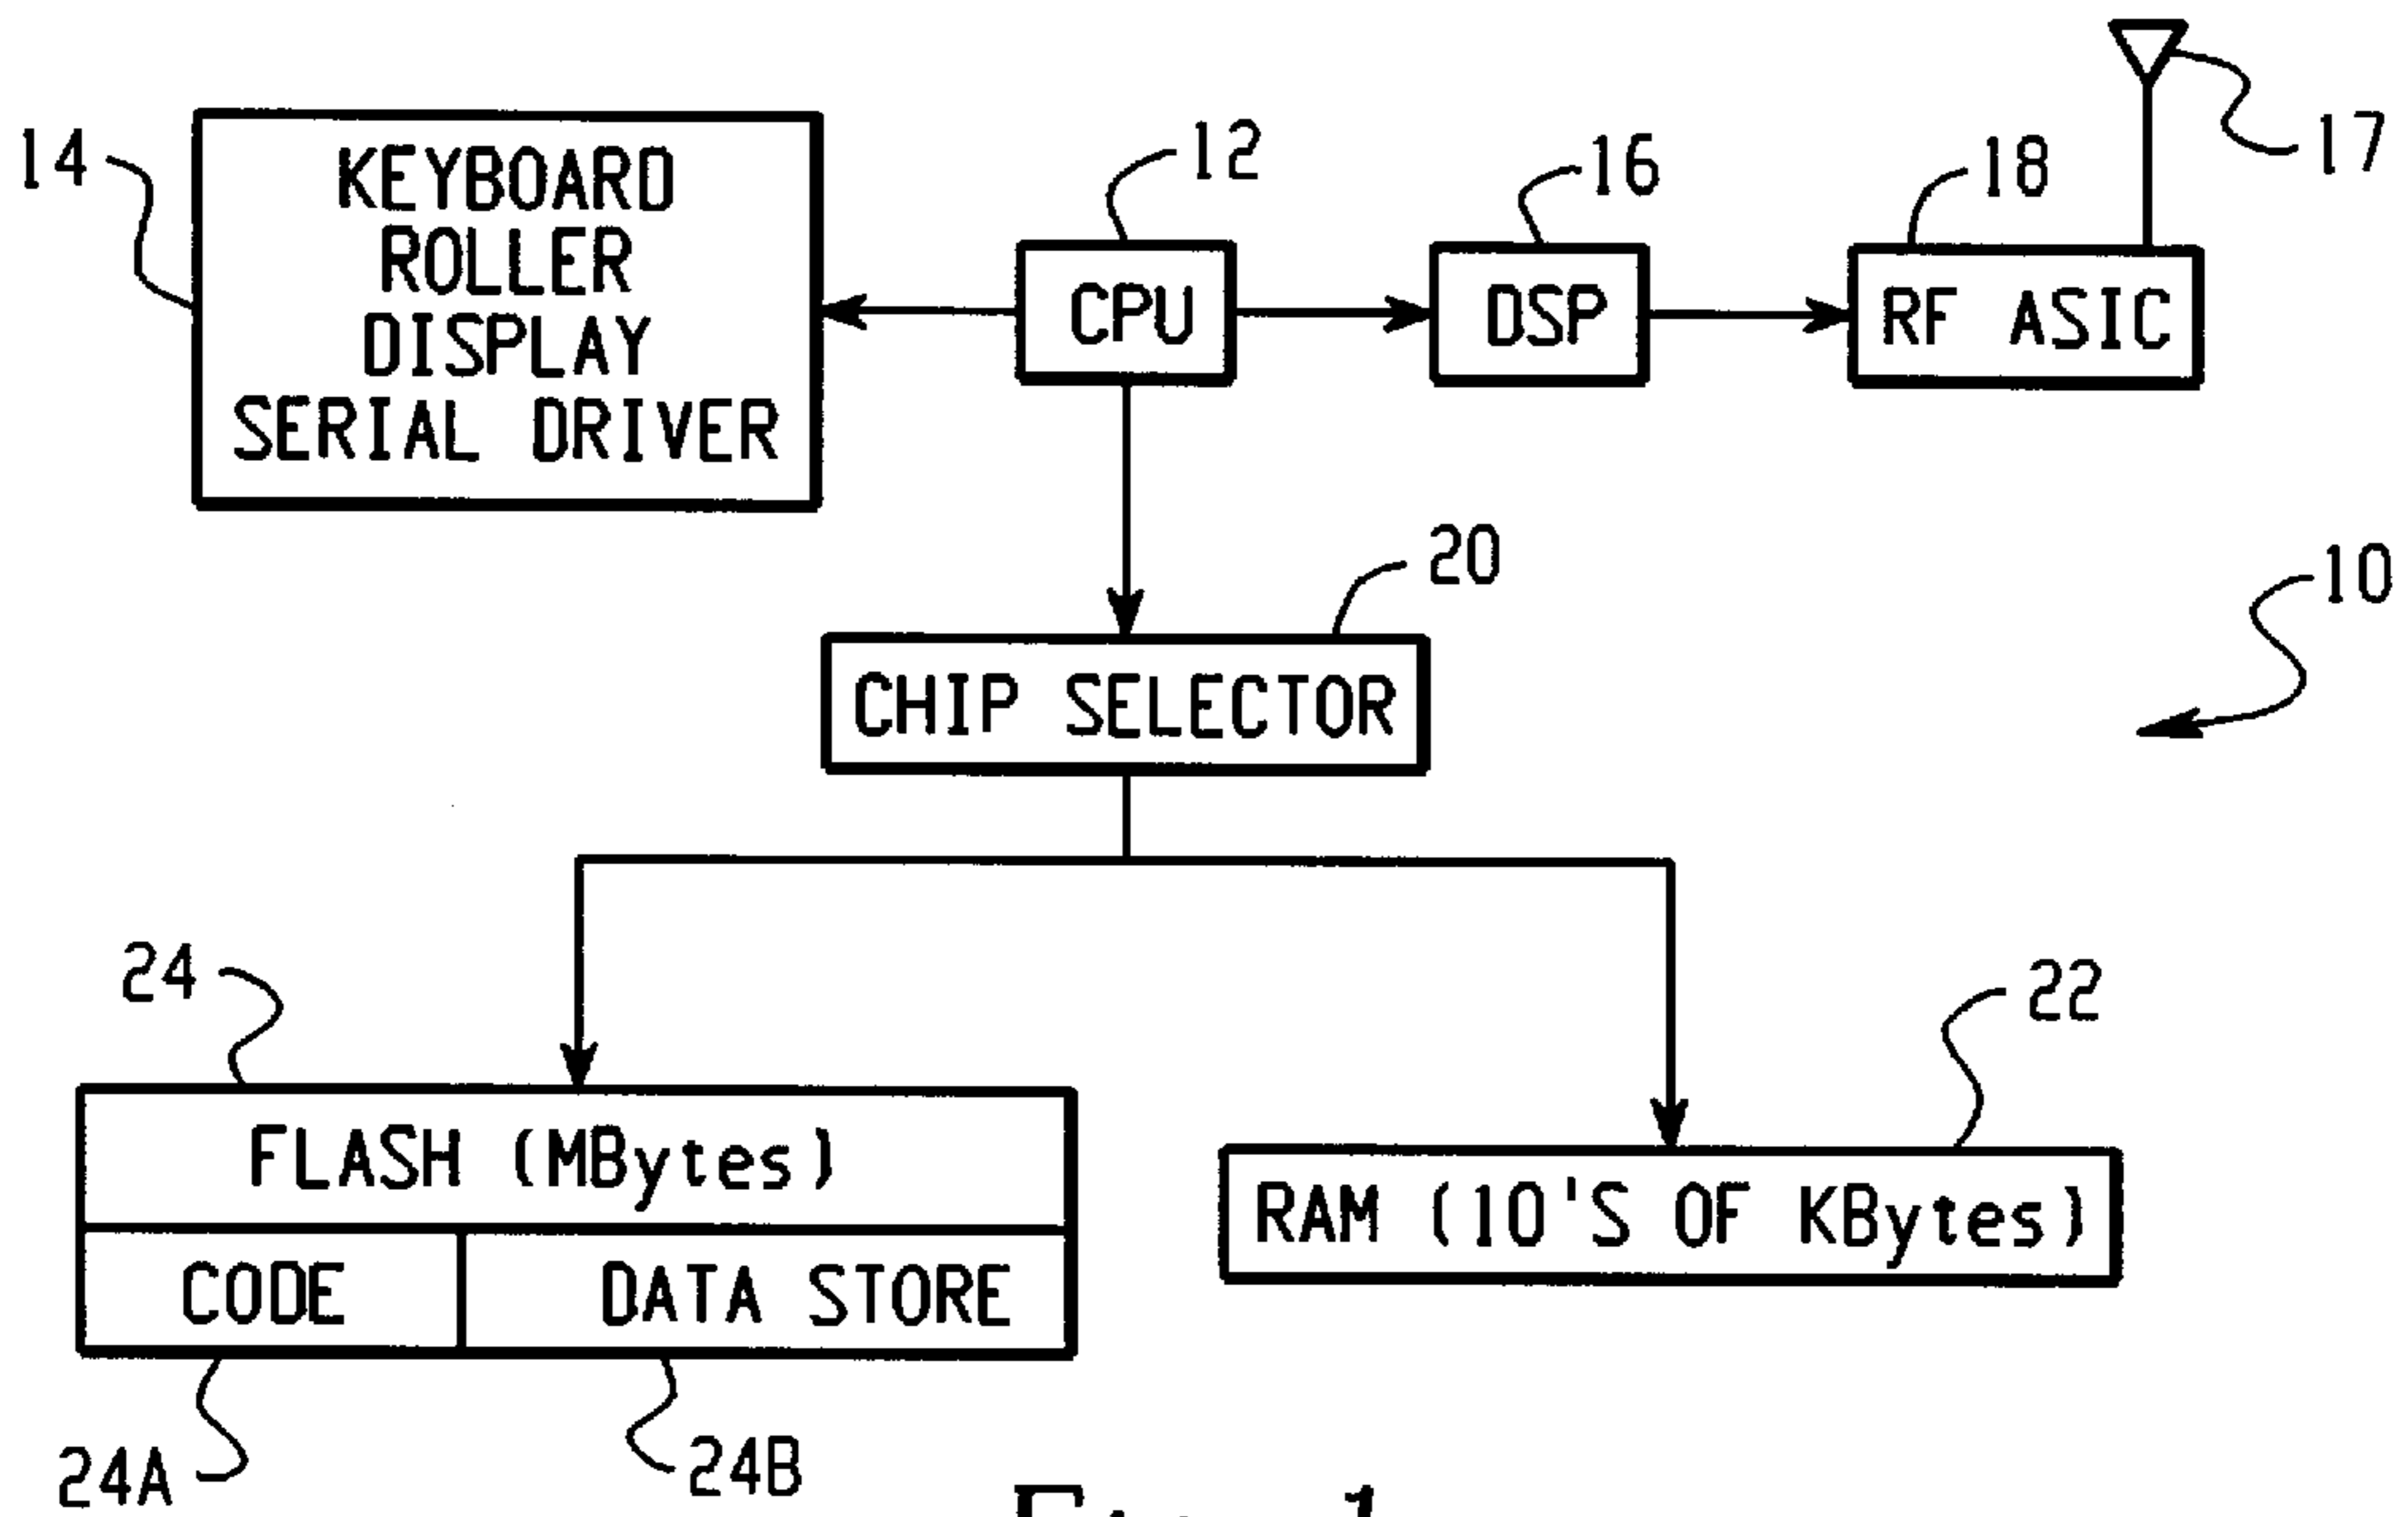 17
14
KEYBOARD
ROLLER
DISPLAY
SERIAL DRIVER
12
CPU
16
DSP
18
RF ASIC
20
CHIP SELECTOR
10
24
FLASH (MBytes)
CODE
DATA STORE
24A
24B
22
RAM (10'S OF KBytes)